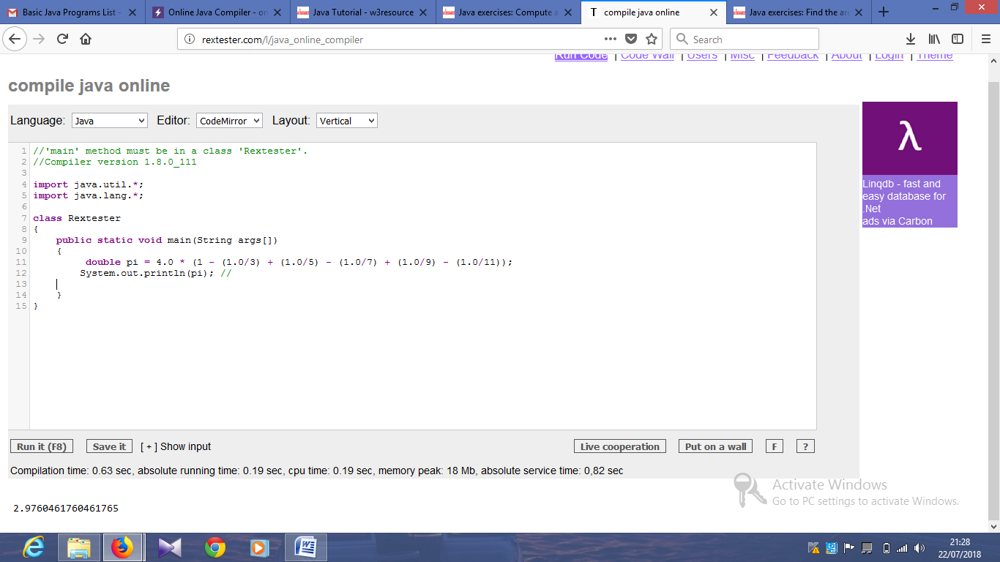 Basic Java Programs List -
Online Java Compiler - on
Java Tutorial - w3resource
Java exercises: Compute a
compile java online
Java exercises: Find the are
rextester.com/l/java_online_compiler
Search
Run Code | Code Wall | Users | Misc | Feedback | About | Login | Theme
compile java online
Language: Java Editor: CodeMirror Layout: Vertical
1 //'main' method must be in a class 'Rextester'.
2 //Compiler version 1.8.0_111
3
4 import java.util.*;
5 import java.lang.*;
6
7 class Rextester
8 {
9 public static void main(String args[])
10 {
11 double pi = 4.0 * (1 - (1.0/3) + (1.0/5) - (1.0/7) + (1.0/9) - (1.0/11));
12 System.out.println(pi); //
13
14 }
15 }
λ
Linqdb - fast and
easy database for
.Net
ads via Carbon
Run it (F8) Save it [ + ] Show input Live cooperation Put on a wall F ?
Compilation time: 0.63 sec, absolute running time: 0.19 sec, cpu time: 0.19 sec, memory peak: 18 Mb, absolute service time: 0,82 sec
Activate Windows
Go to PC settings to activate Windows.
2.9760461760461765
21:28
22/07/2018